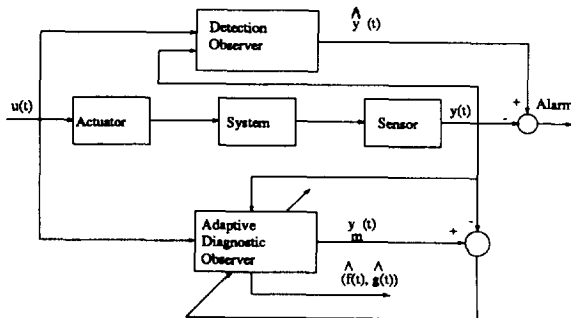 Detection
Observer
ŷ (t)
u(t)
Actuator
System
Sensor
y(t)
+
-
Alarm
Adaptive
Diagnostic
Observer
y (t)
m
+
-
(f̂(t), ĝ(t))